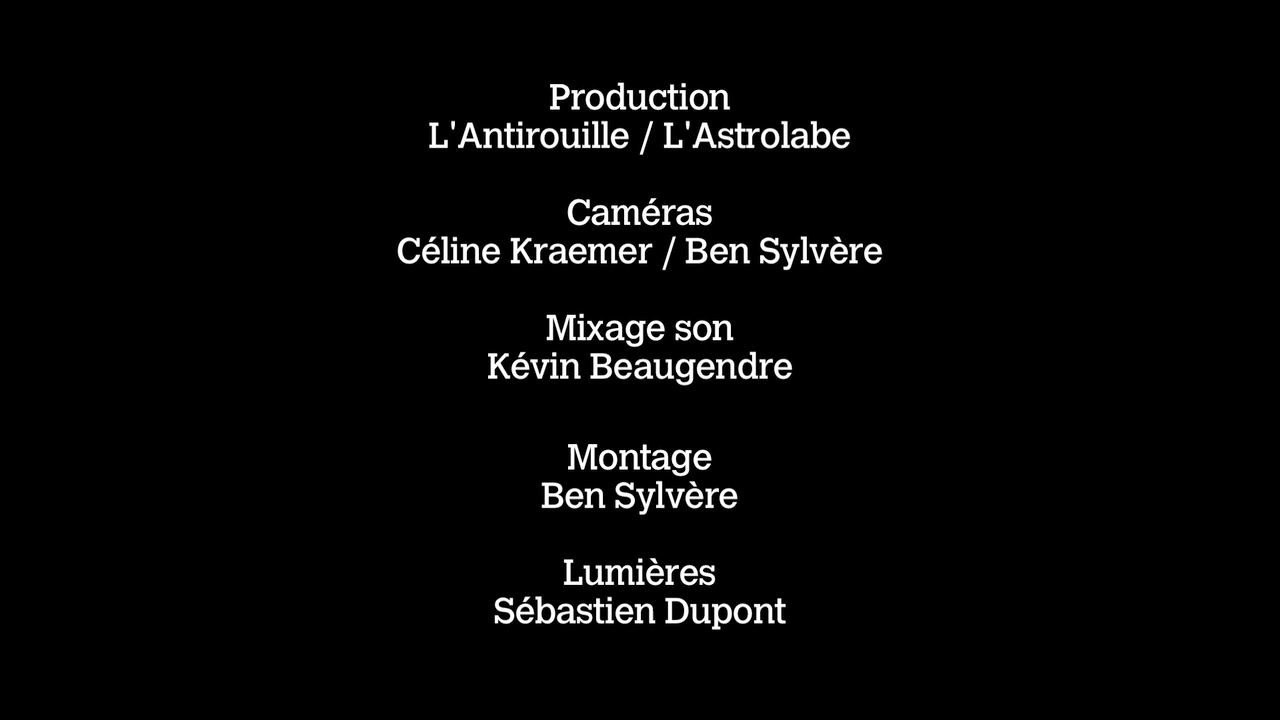 Production
L'Antirouille / L'Astrolabe
Caméras
Céline Kraemer / Ben Sylvère
Mixage son
Kévin Beaugendre
Montage
Ben Sylvère
Lumières
Sébastien Dupont